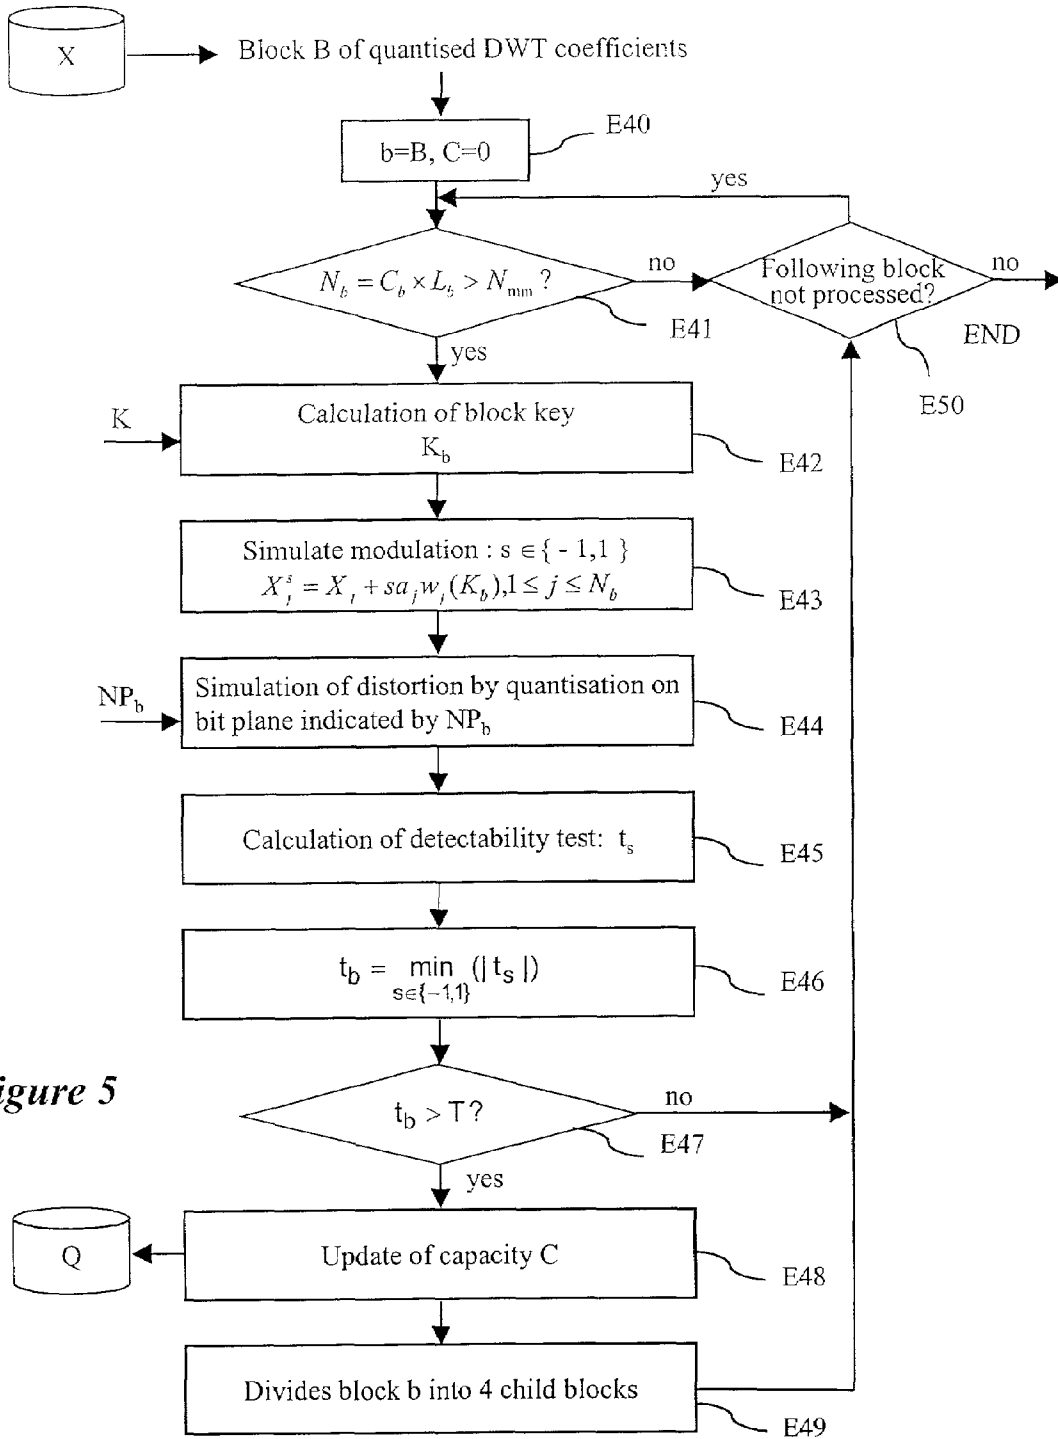 X
Block B of quantised DWT coefficients
E40
b=B, C=0
yes
N_b = C_b × L_b > N_min ?
no
Following block
not processed?
no
E41
END
yes
E50
K
Calculation of block key
K_b
E42
Simulate modulation : s ∈ { - 1,1 }
X_j^s = X_j + sa_j w_j (K_b), 1 ≤ j ≤ N_b
E43
NP_b
Simulation of distortion by quantisation on
bit plane indicated by NP_b
E44
Calculation of detectability test: t_s
E45
t_b = min (| t_s |)
s∈{−1,1}
E46
igure 5
t_b > T ?
no
E47
yes
Q
Update of capacity C
E48
Divides block b into 4 child blocks
E49